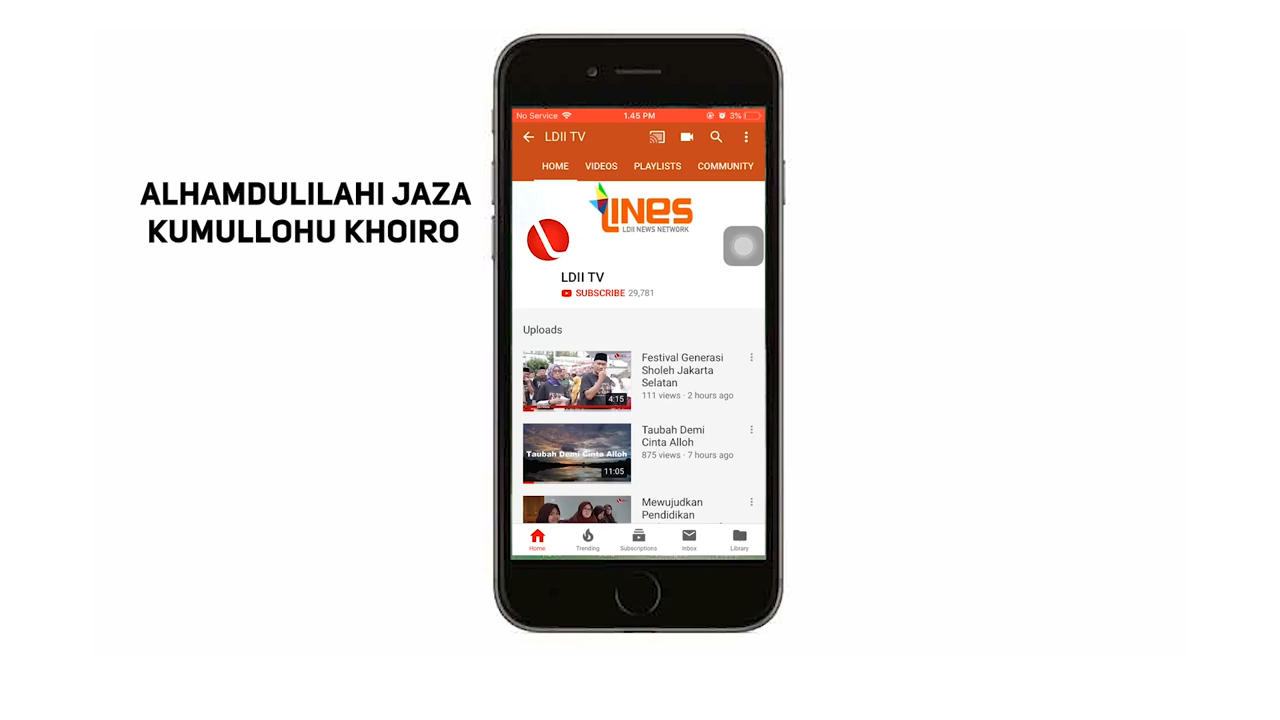 ALHAMDULILAHI JAZA
KUMULLOHU KHOIRO
No Service
1.45 PM
3%
LDII TV
HOME
VIDEOS
PLAYLISTS
COMMUNITY
LINES
LDII NEWS NETWORK
LDII TV
SUBSCRIBE 29,781
Uploads
Festival Generasi
Sholeh Jakarta
Selatan
111 views · 2 hours ago
4:15
Taubah Demi Cinta Alloh
11:05
Taubah Demi
Cinta Alloh
875 views · 7 hours ago
Mewujudkan
Pendidikan
Home
Trending
Subscriptions
Inbox
Library